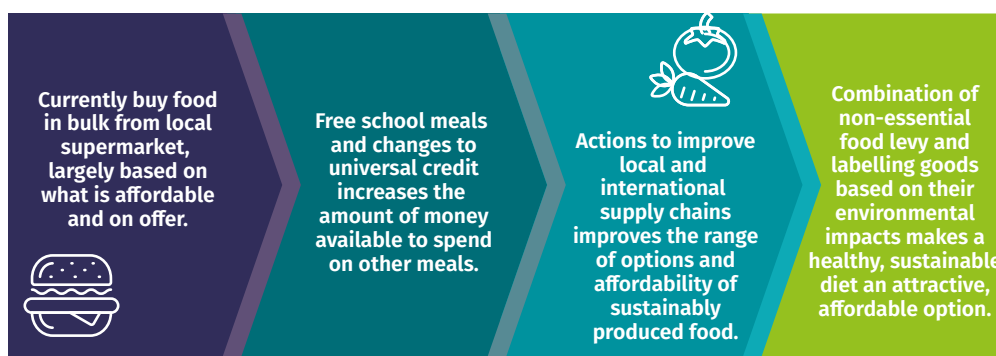 Currently buy food
in bulk from local
supermarket,
largely based on
what is affordable
and on offer.
Free school meals
and changes to
universal credit
increases the
amount of money
available to spend
on other meals.
Actions to improve
local and
international
supply chains
improves the range
of options and
affordability of
sustainably
produced food.
Combination of
non-essential
food levy and
labelling goods
based on their
environmental
impacts makes a
healthy, sustainable
diet an attractive,
affordable option.